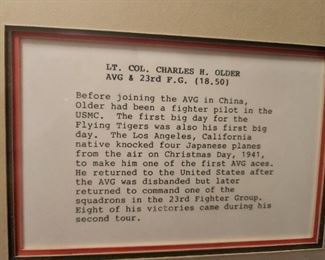 LT. COL. CHARLES H. OLDER
AVG & 23rd F.G. (18.50)
Before joining the AVG in China,
Older had been a fighter pilot in the
USMC. The first big day for the
Flying Tigers was also his first big
day. The Los Angeles, California
native knocked four Japanese planes
from the air on Christmas Day, 1941,
to make him one of the first AVG aces.
He returned to the United States after
the AVG was disbanded but later
returned to command one of the
squadrons in the 23rd Fighter Group.
Eight of his victories came during his
second tour.